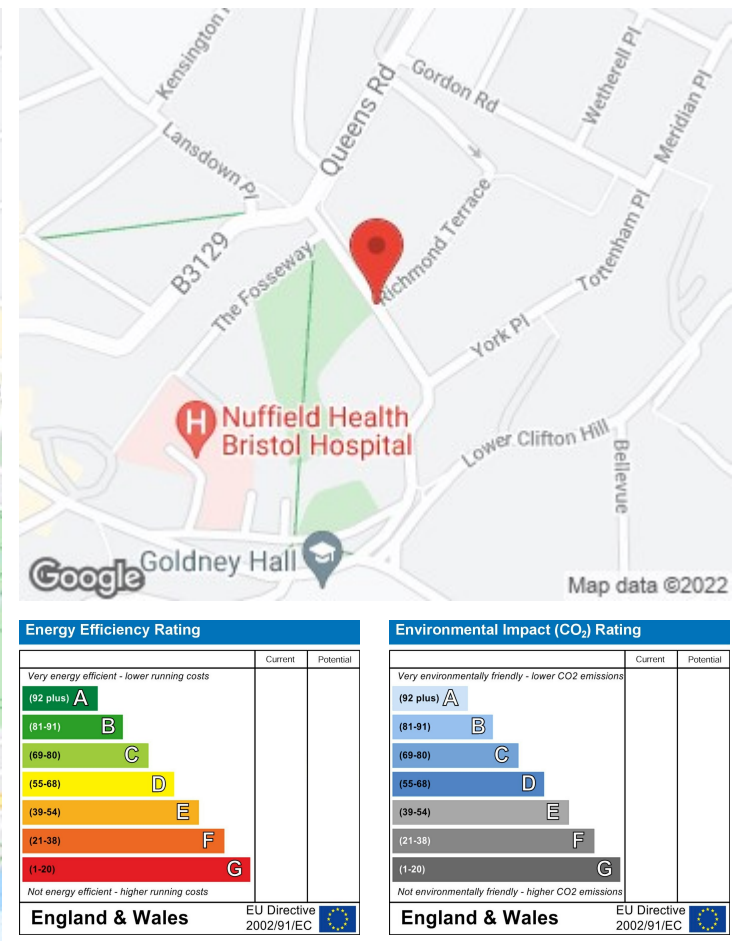 Kensington
Queens Rd
Gordon Rd
Wetherell Pl
Meridian Pl
Lansdown Pl
B3129
The Fosseway
Richmond Terrace
Tottenham Pl
York Pl
H Nuffield Health
Bristol Hospital
Lower Clifton Hill
Bellevue
Goldney Hall
Google
Map data ©2022
Energy Efficiency Rating
Current Potential
Very energy efficient - lower running costs
(92 plus) A
(81-91) B
(69-80) C
(55-68) D
(39-54) E
(21-38) F
(1-20) G
Not energy efficient - higher running costs
England & Wales
EU Directive
2002/91/EC
Environmental Impact (CO₂) Rating
Current Potential
Very environmentally friendly - lower CO2 emissions
(92 plus) A
(81-91) B
(69-80) C
(55-68) D
(39-54) E
(21-38) F
(1-20) G
Not environmentally friendly - higher CO2 emissions
England & Wales
EU Directive
2002/91/EC